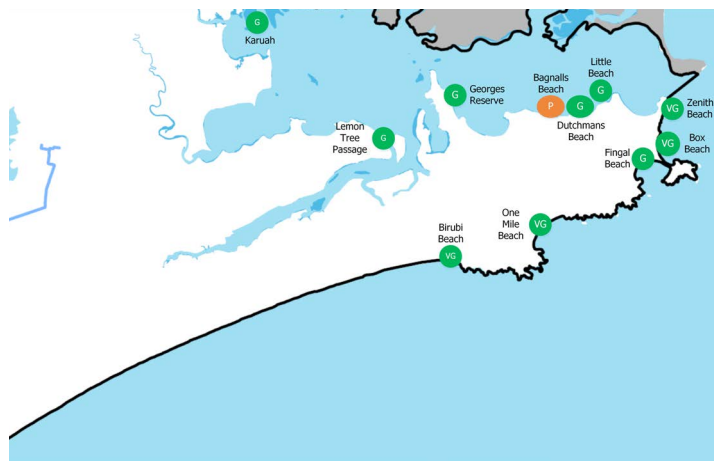 G
Karuah
Little
Beach
G
Bagnalls
Beach
P
G
Dutchmans
Beach
G
Georges
Reserve
VG
Zenith
Beach
VG
Box
Beach
Fingal
Beach
G
Lemon
Tree
Passage
G
One
Mile
Beach
VG
Birubi
Beach
VG